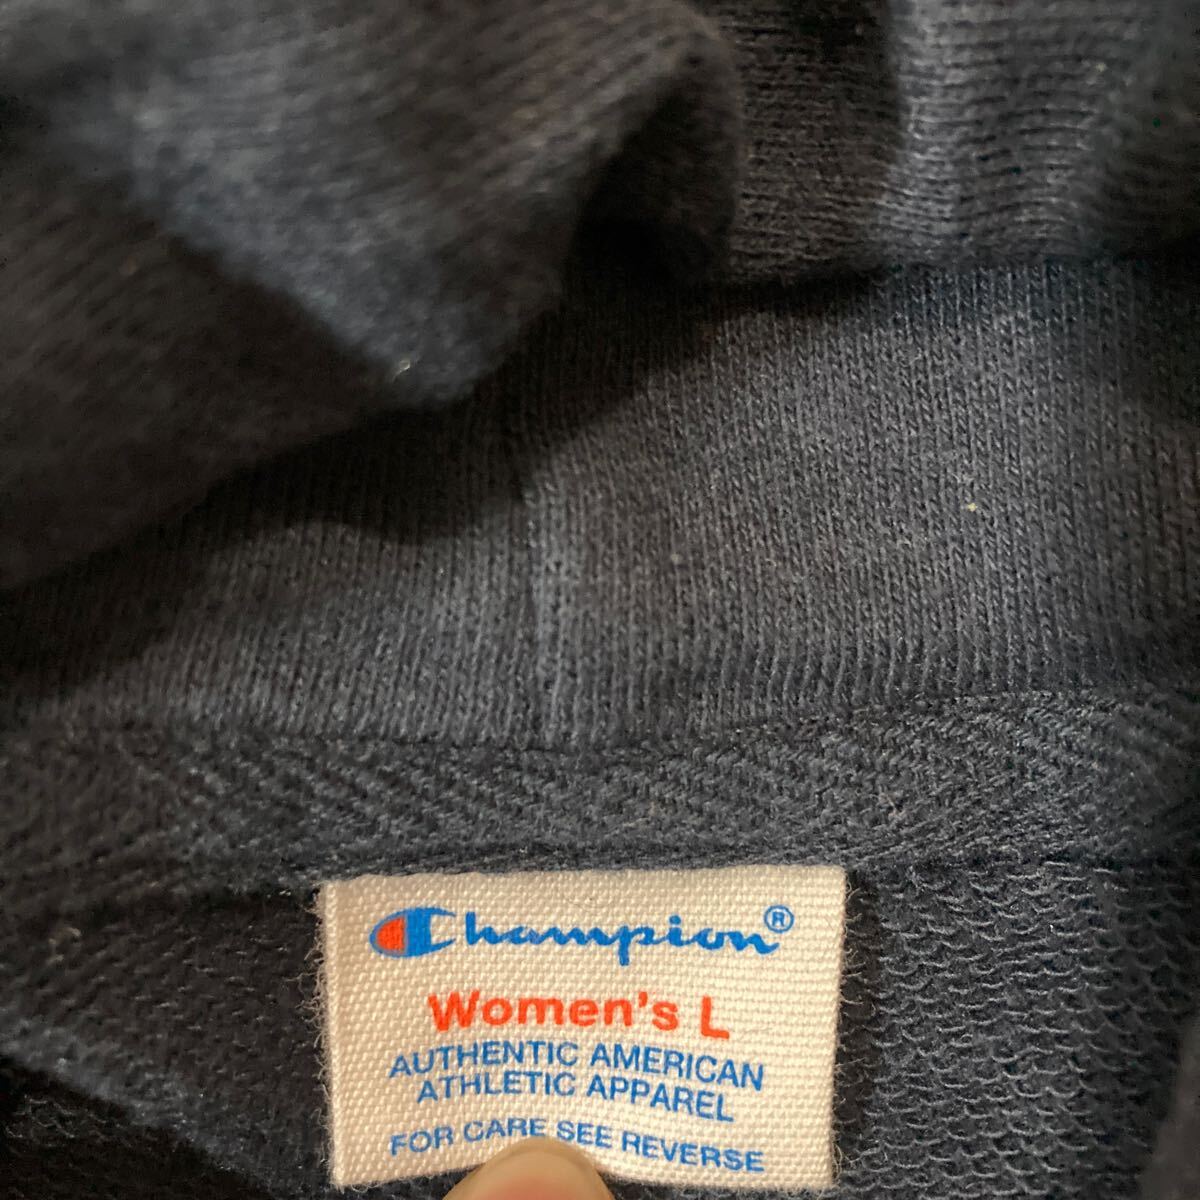 Champion®
Women's L
AUTHENTIC AMERICAN
ATHLETIC APPAREL
FOR CARE SEE REVERSE